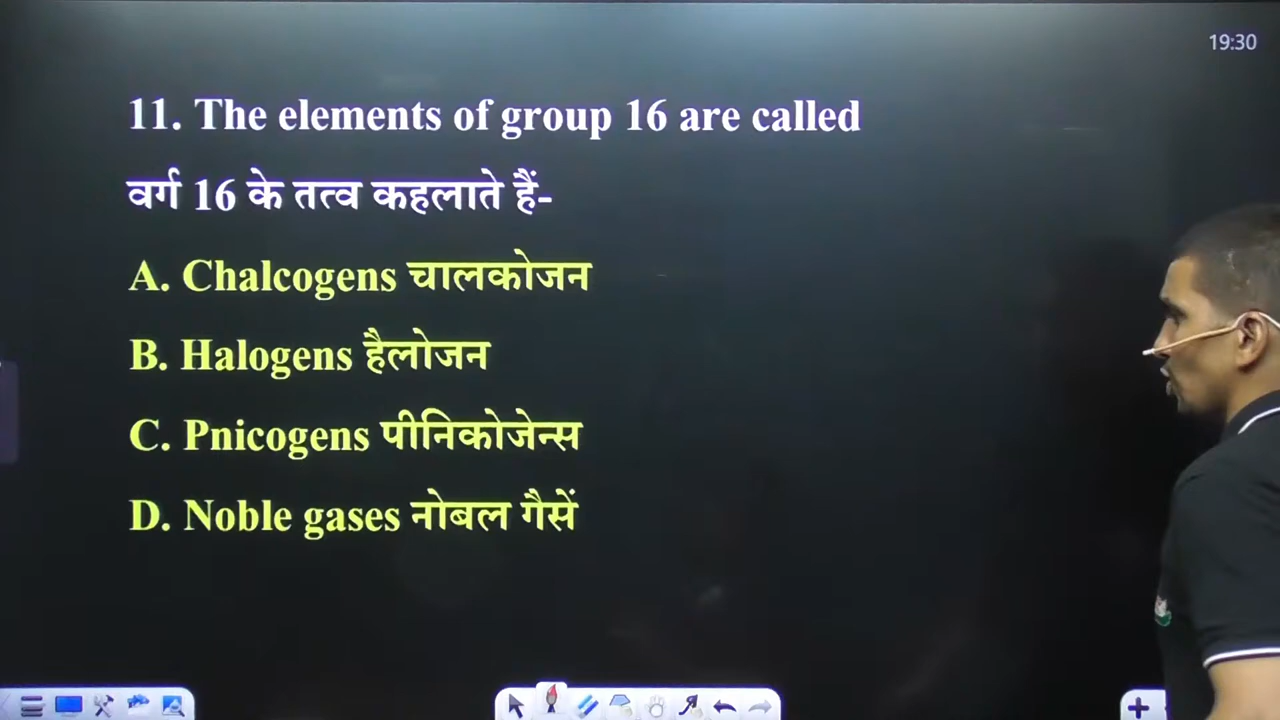 19:30
11. The elements of group 16 are called
वर्ग 16 के तत्व कहलाते हैं-
A. Chalcogens चालकोजन
B. Halogens हैलोजन
C. Pnicogens पीनिकोजेन्स
D. Noble gases नोबल गैसें